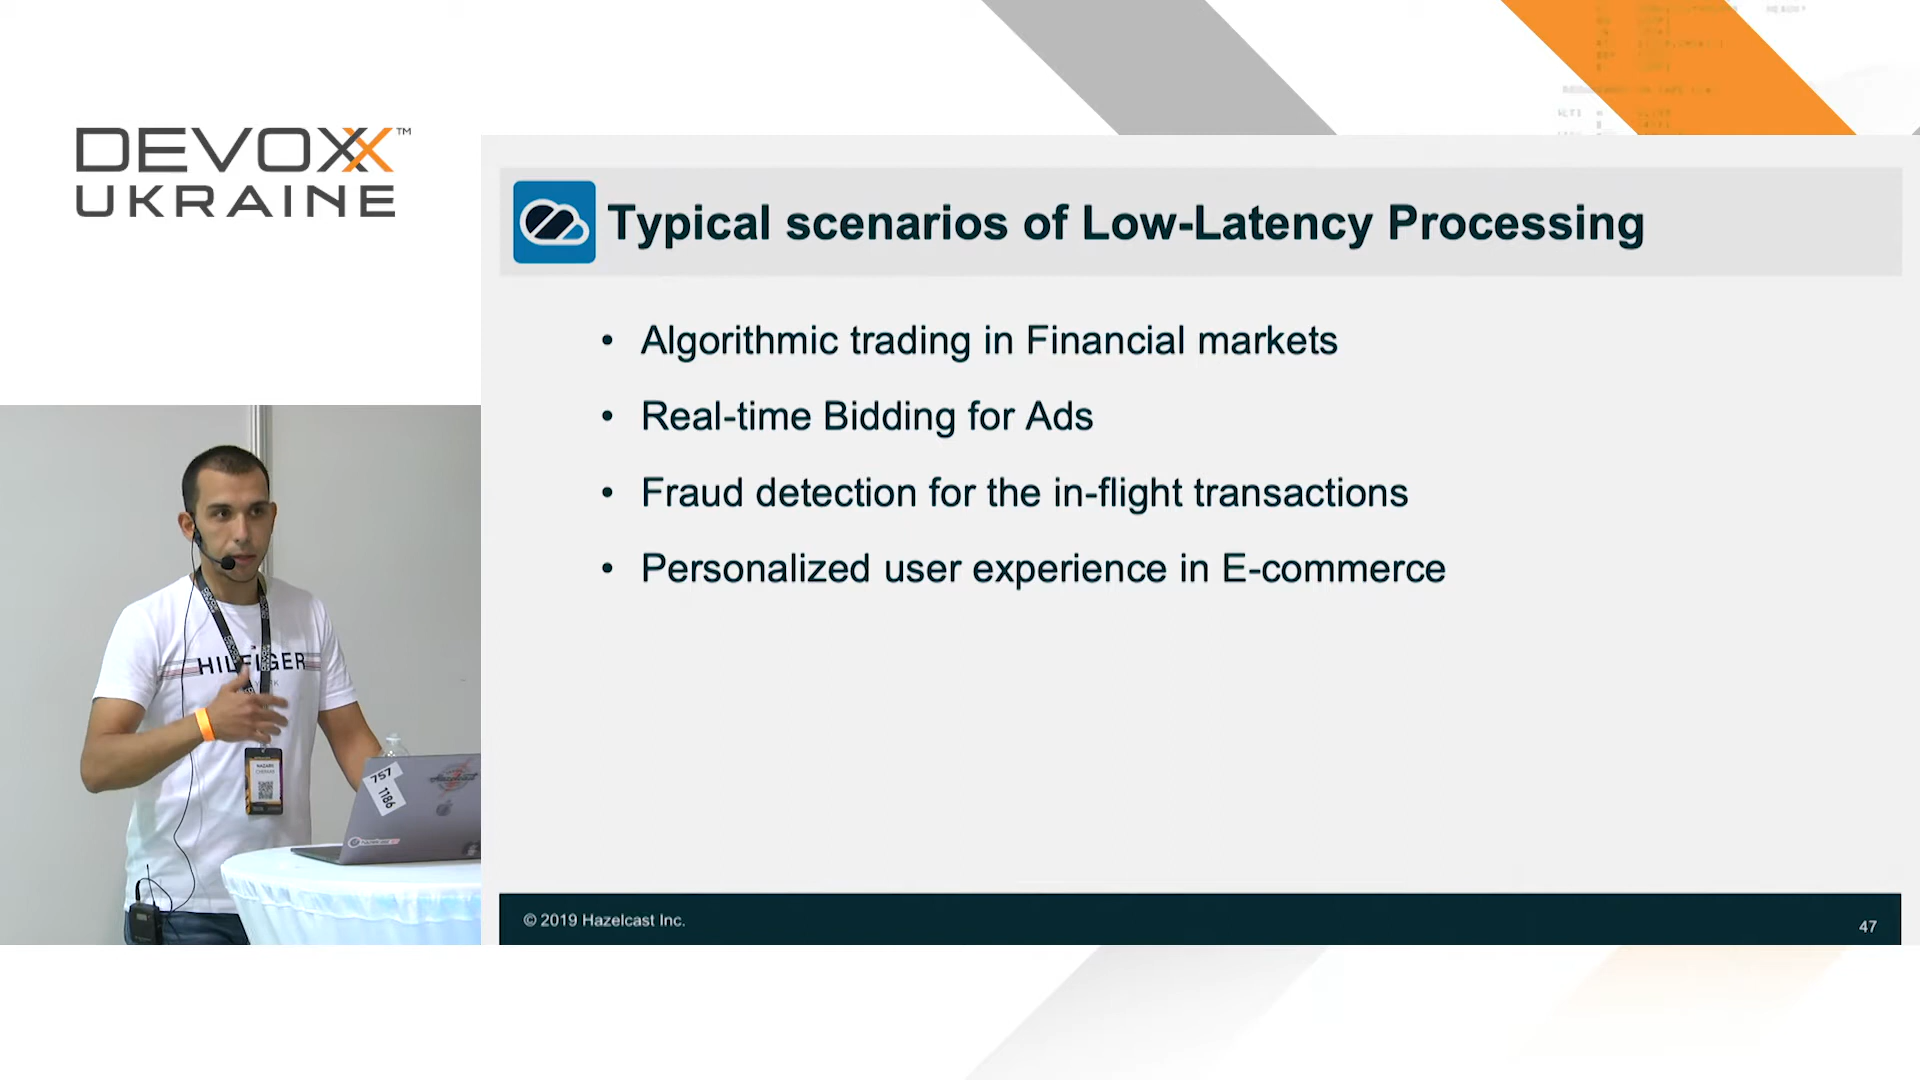 DEVOXX™
UKRAINE
Typical scenarios of Low-Latency Processing
• Algorithmic trading in Financial markets
• Real-time Bidding for Ads
• Fraud detection for the in-flight transactions
• Personalized user experience in E-commerce
HILFIGER
757
1186
© 2019 Hazelcast Inc.
47